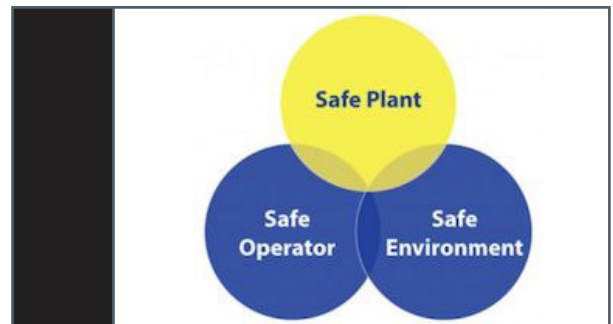 Safe Plant
Safe
Operator
Safe
Environment